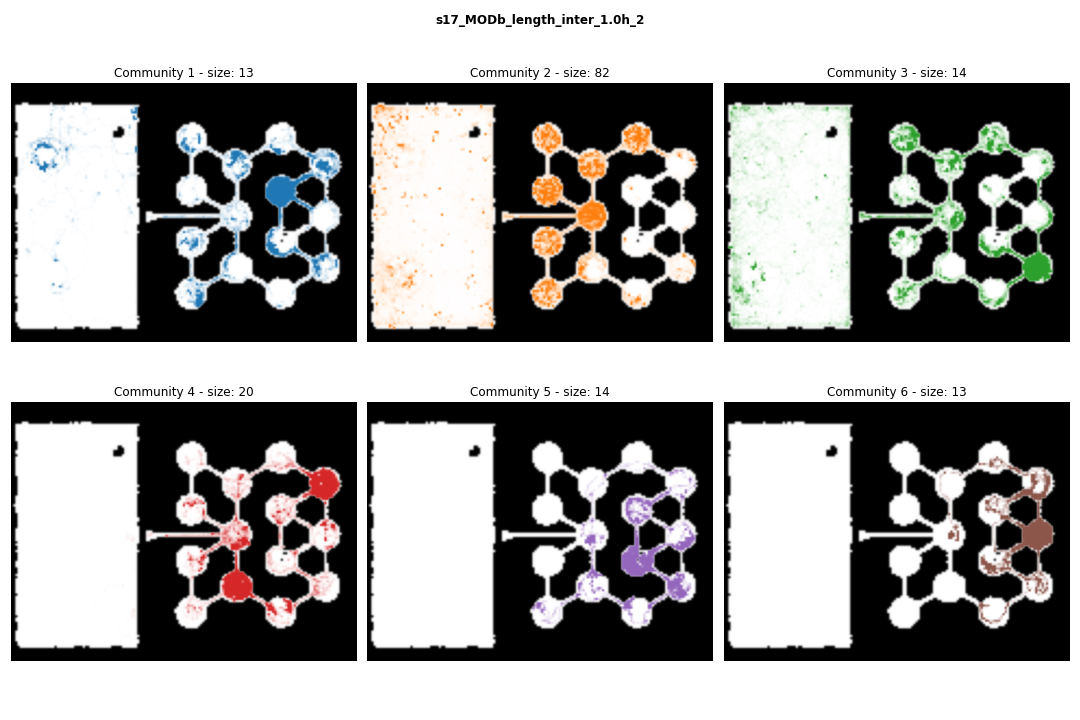 s17_MODb_length_inter_1.0h_2
Community 1 - size: 13
Community 2 - size: 82
Community 3 - size: 14
Community 4 - size: 20
Community 5 - size: 14
Community 6 - size: 13